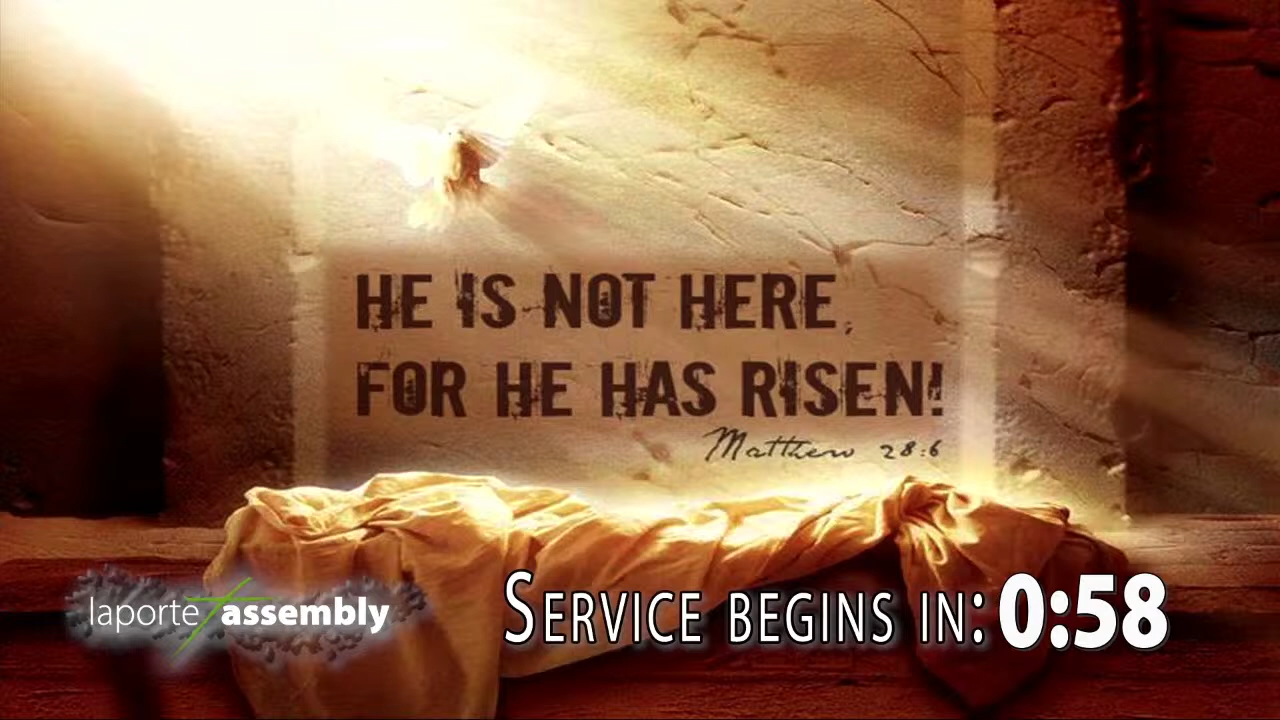 HE IS NOT HERE,
FOR HE HAS RISEN!
Matthew 28:6
laporte assembly
SERVICE BEGINS IN: 0:58